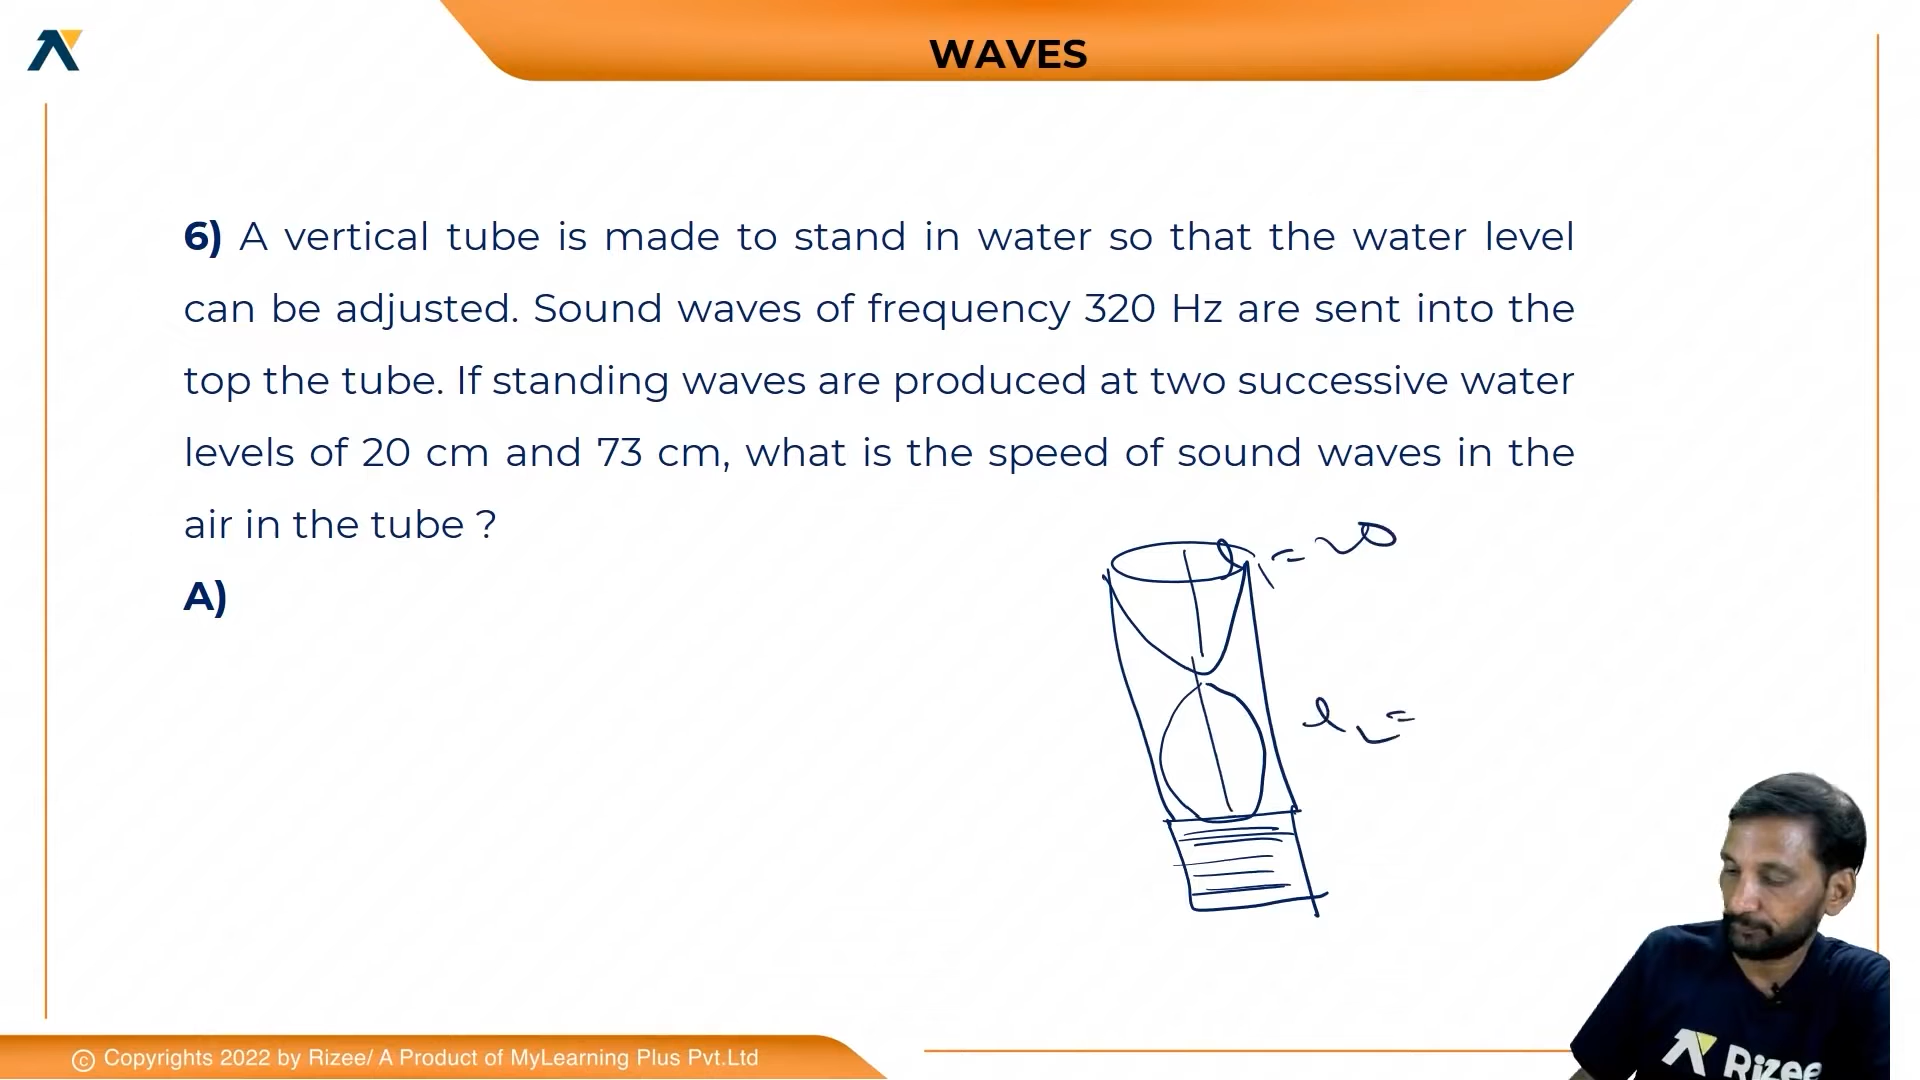 WAVES
6) A vertical tube is made to stand in water so that the water level
can be adjusted. Sound waves of frequency 320 Hz are sent into the
top the tube. If standing waves are produced at two successive water
levels of 20 cm and 73 cm, what is the speed of sound waves in the
air in the tube ?
l₁ = 20
A)
l₂ =
Rizee
© Copyrights 2022 by Rizee/ A Product of MyLearning Plus Pvt.Ltd